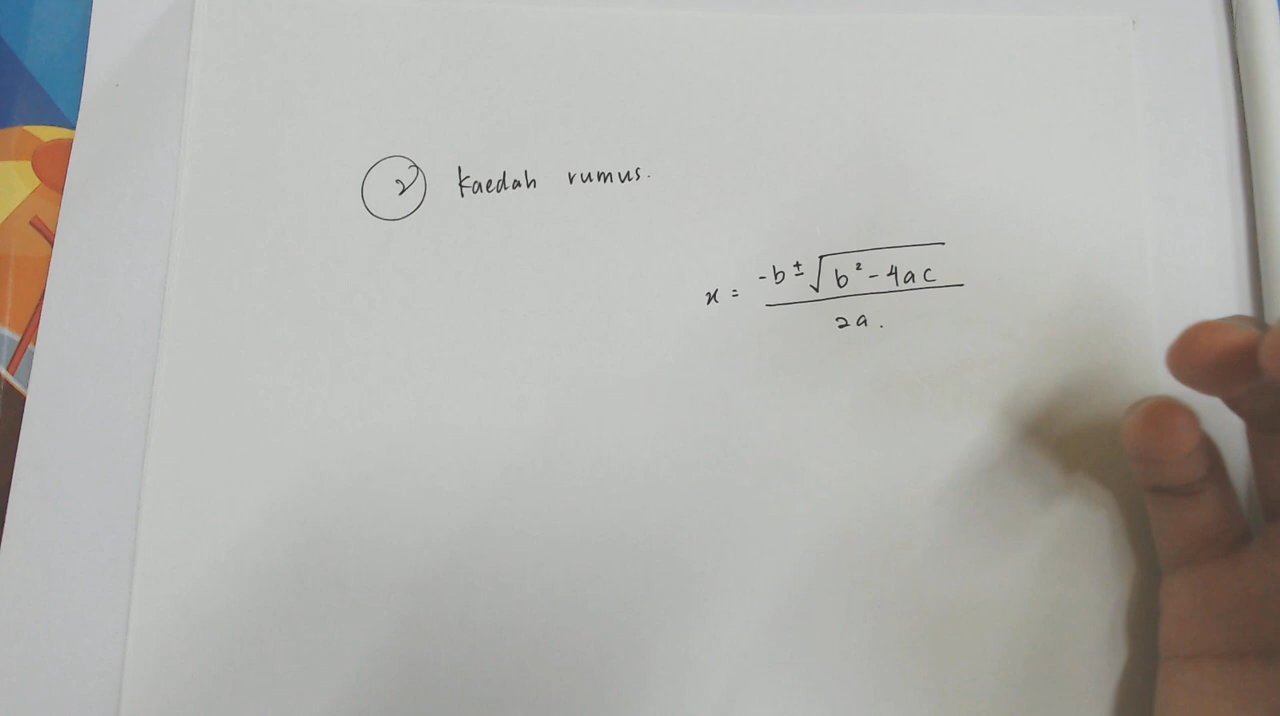 2 kaedah rumus.
x = -b ± √b² - 4ac
2a.